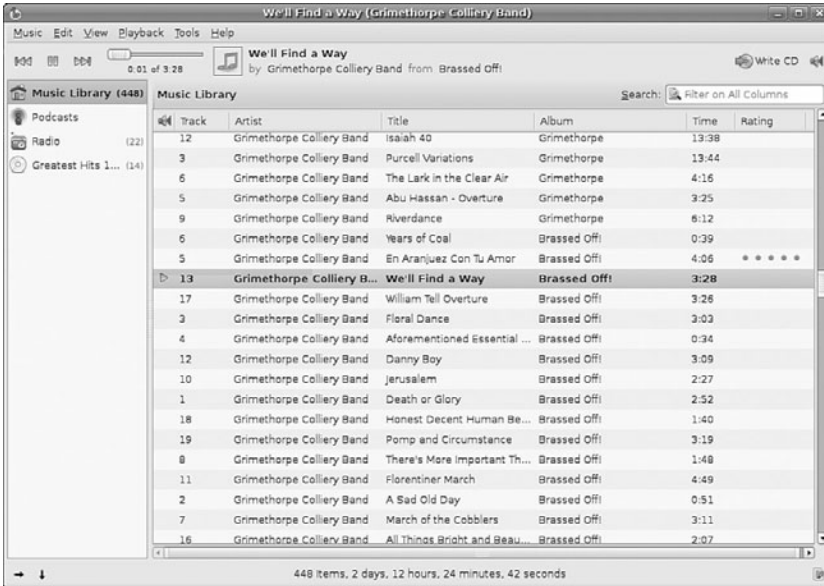 We'll Find a Way (Grimethorpe Colliery Band)
Music Edit View Playback Tools Help
We'll Find a Way
by Grimethorpe Colliery Band from Brassed Off!
0:01 of 3:28
Write CD
Music Library (448)
Podcasts
Radio (22)
Greatest Hits 1... (14)
Music Library Search: Filter on All Columns
Track Artist Title Album Time Rating
12 Grimethorpe Colliery Band Isaiah 40 Grimethorpe 13:38
3 Grimethorpe Colliery Band Purcell Variations Grimethorpe 13:44
6 Grimethorpe Colliery Band The Lark in the Clear Air Grimethorpe 4:16
5 Grimethorpe Colliery Band Abu Hassan - Overture Grimethorpe 3:25
9 Grimethorpe Colliery Band Riverdance Grimethorpe 6:12
6 Grimethorpe Colliery Band Years of Coal Brassed Off! 0:39
5 Grimethorpe Colliery Band En Aranjuez Con Tu Amor Brassed Off! 4:06
13 Grimethorpe Colliery B... We'll Find a Way Brassed Off! 3:28
17 Grimethorpe Colliery Band William Tell Overture Brassed Off! 3:26
3 Grimethorpe Colliery Band Floral Dance Brassed Off! 3:03
4 Grimethorpe Colliery Band Aforementioned Essential ... Brassed Off! 0:34
12 Grimethorpe Colliery Band Danny Boy Brassed Off! 3:09
10 Grimethorpe Colliery Band Jerusalem Brassed Off! 2:27
1 Grimethorpe Colliery Band Death or Glory Brassed Off! 2:52
18 Grimethorpe Colliery Band Honest Decent Human Be... Brassed Off! 1:40
19 Grimethorpe Colliery Band Pomp and Circumstance Brassed Off! 3:19
8 Grimethorpe Colliery Band There's More Important Th... Brassed Off! 1:48
11 Grimethorpe Colliery Band Florentiner March Brassed Off! 4:49
2 Grimethorpe Colliery Band A Sad Old Day Brassed Off! 0:51
7 Grimethorpe Colliery Band March of the Cobblers Brassed Off! 3:11
16 Grimethorpe Colliery Band All Things Bright and Beau... Brassed Off! 2:07
448 items, 2 days, 12 hours, 24 minutes, 42 seconds